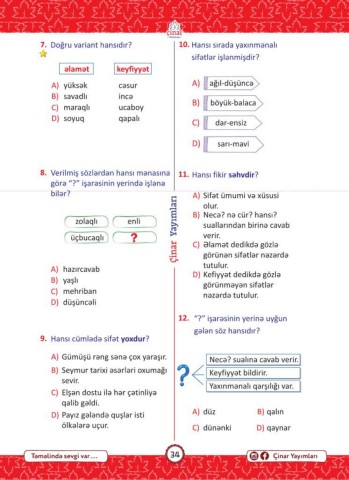 çinar
7. Doğru variant hansıdır?
əlamət keyfiyyət
A) yüksək cəsur
B) savadlı incə
C) maraqlı ucaboy
D) soyuq qapalı
8. Verilmiş sözlərdən hansı mənasına
görə “?” işarəsinin yerində işlənə
bilər?
zolaqlı enli
üçbucaqlı ?
A) hazırcavab
B) yaşlı
C) mehriban
D) düşüncəli
9. Hansı cümlədə sifət yoxdur?
A) Gümüşü rəng sənə çox yaraşır.
B) Seymur tarixi əsərləri oxumağı
sevir.
C) Elşən dostu ilə hər çətinliyə
qalib gəldi.
D) Payız gələndə quşlar isti
ölkələrə uçur.
Çinar Yayımları
10. Hansı sırada yaxınmənalı
sifətlər işlənmişdir?
A) ağıl-düşüncə
B) böyük-balaca
C) dar-ensiz
D) sarı-mavi
11. Hansı fikir səhvdir?
A) Sifət ümumi və xüsusi
olur.
B) Necə? nə cür? hansı?
suallarından birinə cavab
verir.
C) Əlamət dedikdə gözlə
görünən sifətlər nəzərdə
tutulur.
D) Kefiyyət dedikdə gözlə
görünməyən sifətlər
nəzərdə tutulur.
12. “?” işarəsinin yerinə uyğun
gələn söz hansıdır?
?
Necə? sualına cavab verir.
Keyfiyyət bildirir.
Yaxınmənalı qarşılığı var.
A) düz B) qalın
C) dünənki D) qaynar
Təməlində sevgi var...
34
Çinar Yayımları